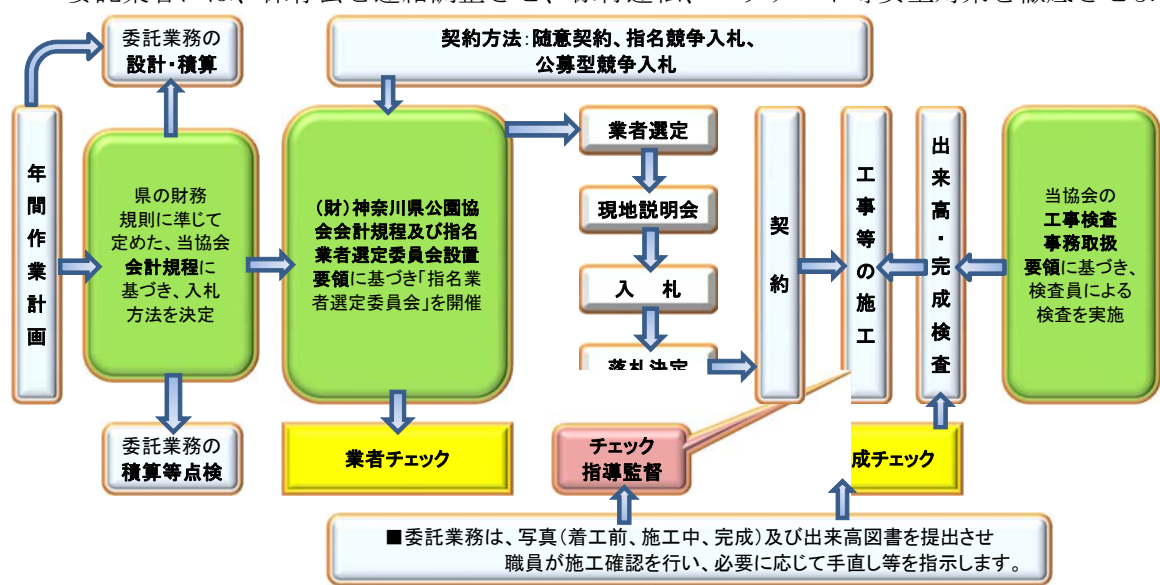 委託業務の
設計・積算
契約方法：随意契約、指名競争入札、
公募型競争入札
年間作業計画
県の財務
規則に準じて
定めた、当協会
会計規程に
基づき、入札
方法を決定
（財）神奈川県公園協
会会計規程及び指名
業者選定委員会設置
要領に基づき「指名業
者選定委員会」を開催
業者選定
現地説明会
入　札
落札決定
契約
工事等の施工
出来高・完成検査
当協会の
工事検査
事務取扱
要領に基づき、
検査員による
検査を実施
委託業務の
積算等点検
業者チェック
チェック
指導監督
成チェック
■委託業務は、写真（着工前、施工中、完成）及び出来高図書を提出させ
職員が施工確認を行い、必要に応じて手直し等を指示します。